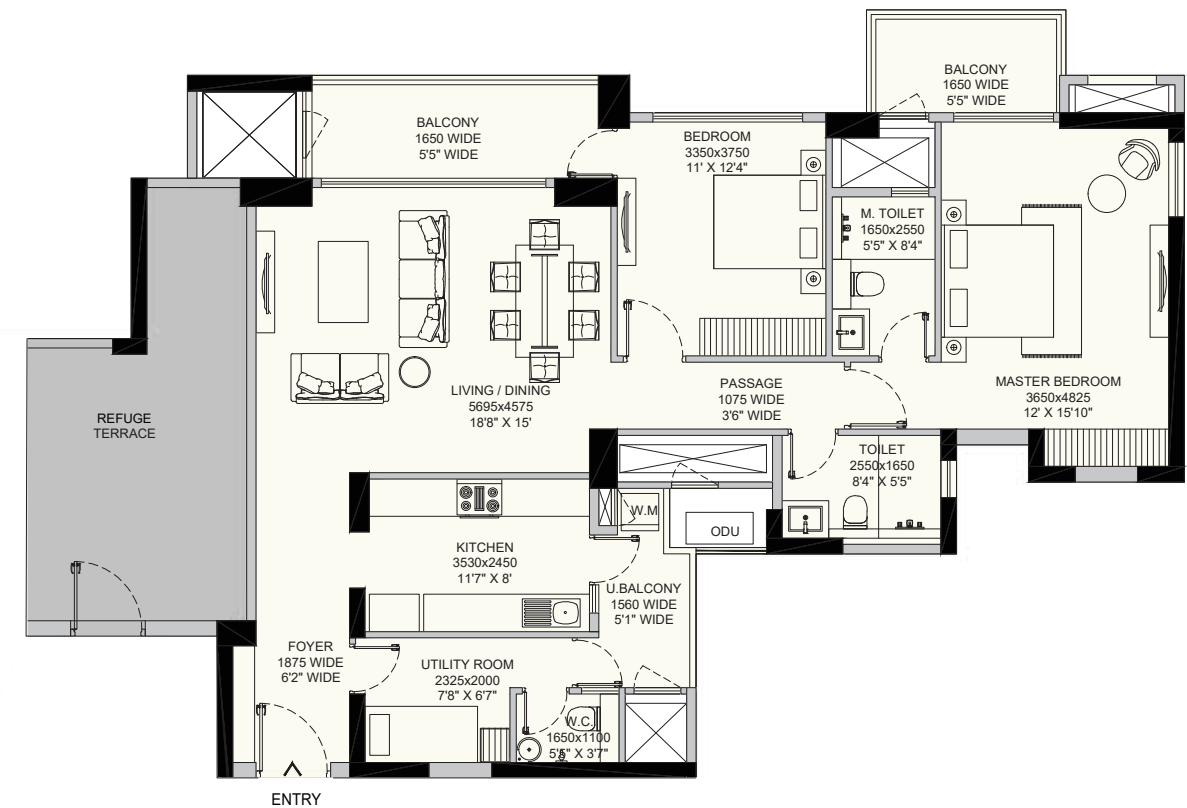 BALCONY
1650 WIDE
5'5" WIDE
BALCONY
1650 WIDE
5'5" WIDE
BEDROOM
3350x3750
11' X 12'4"
M. TOILET
1650x2550
5'5" X 8'4"
REFUGE
TERRACE
LIVING / DINING
5695x4575
18'8" X 15'
PASSAGE
1075 WIDE
3'6" WIDE
MASTER BEDROOM
3650x4825
12' X 15'10"
TOILET
2550x1650
8'4" X 5'5"
W.M
ODU
KITCHEN
3530x2450
11'7" X 8'
U.BALCONY
1560 WIDE
5'1" WIDE
FOYER
1875 WIDE
6'2" WIDE
UTILITY ROOM
2325x2000
7'8" X 6'7"
W.C.
1650x1100
5'5" X 3'7"
ENTRY